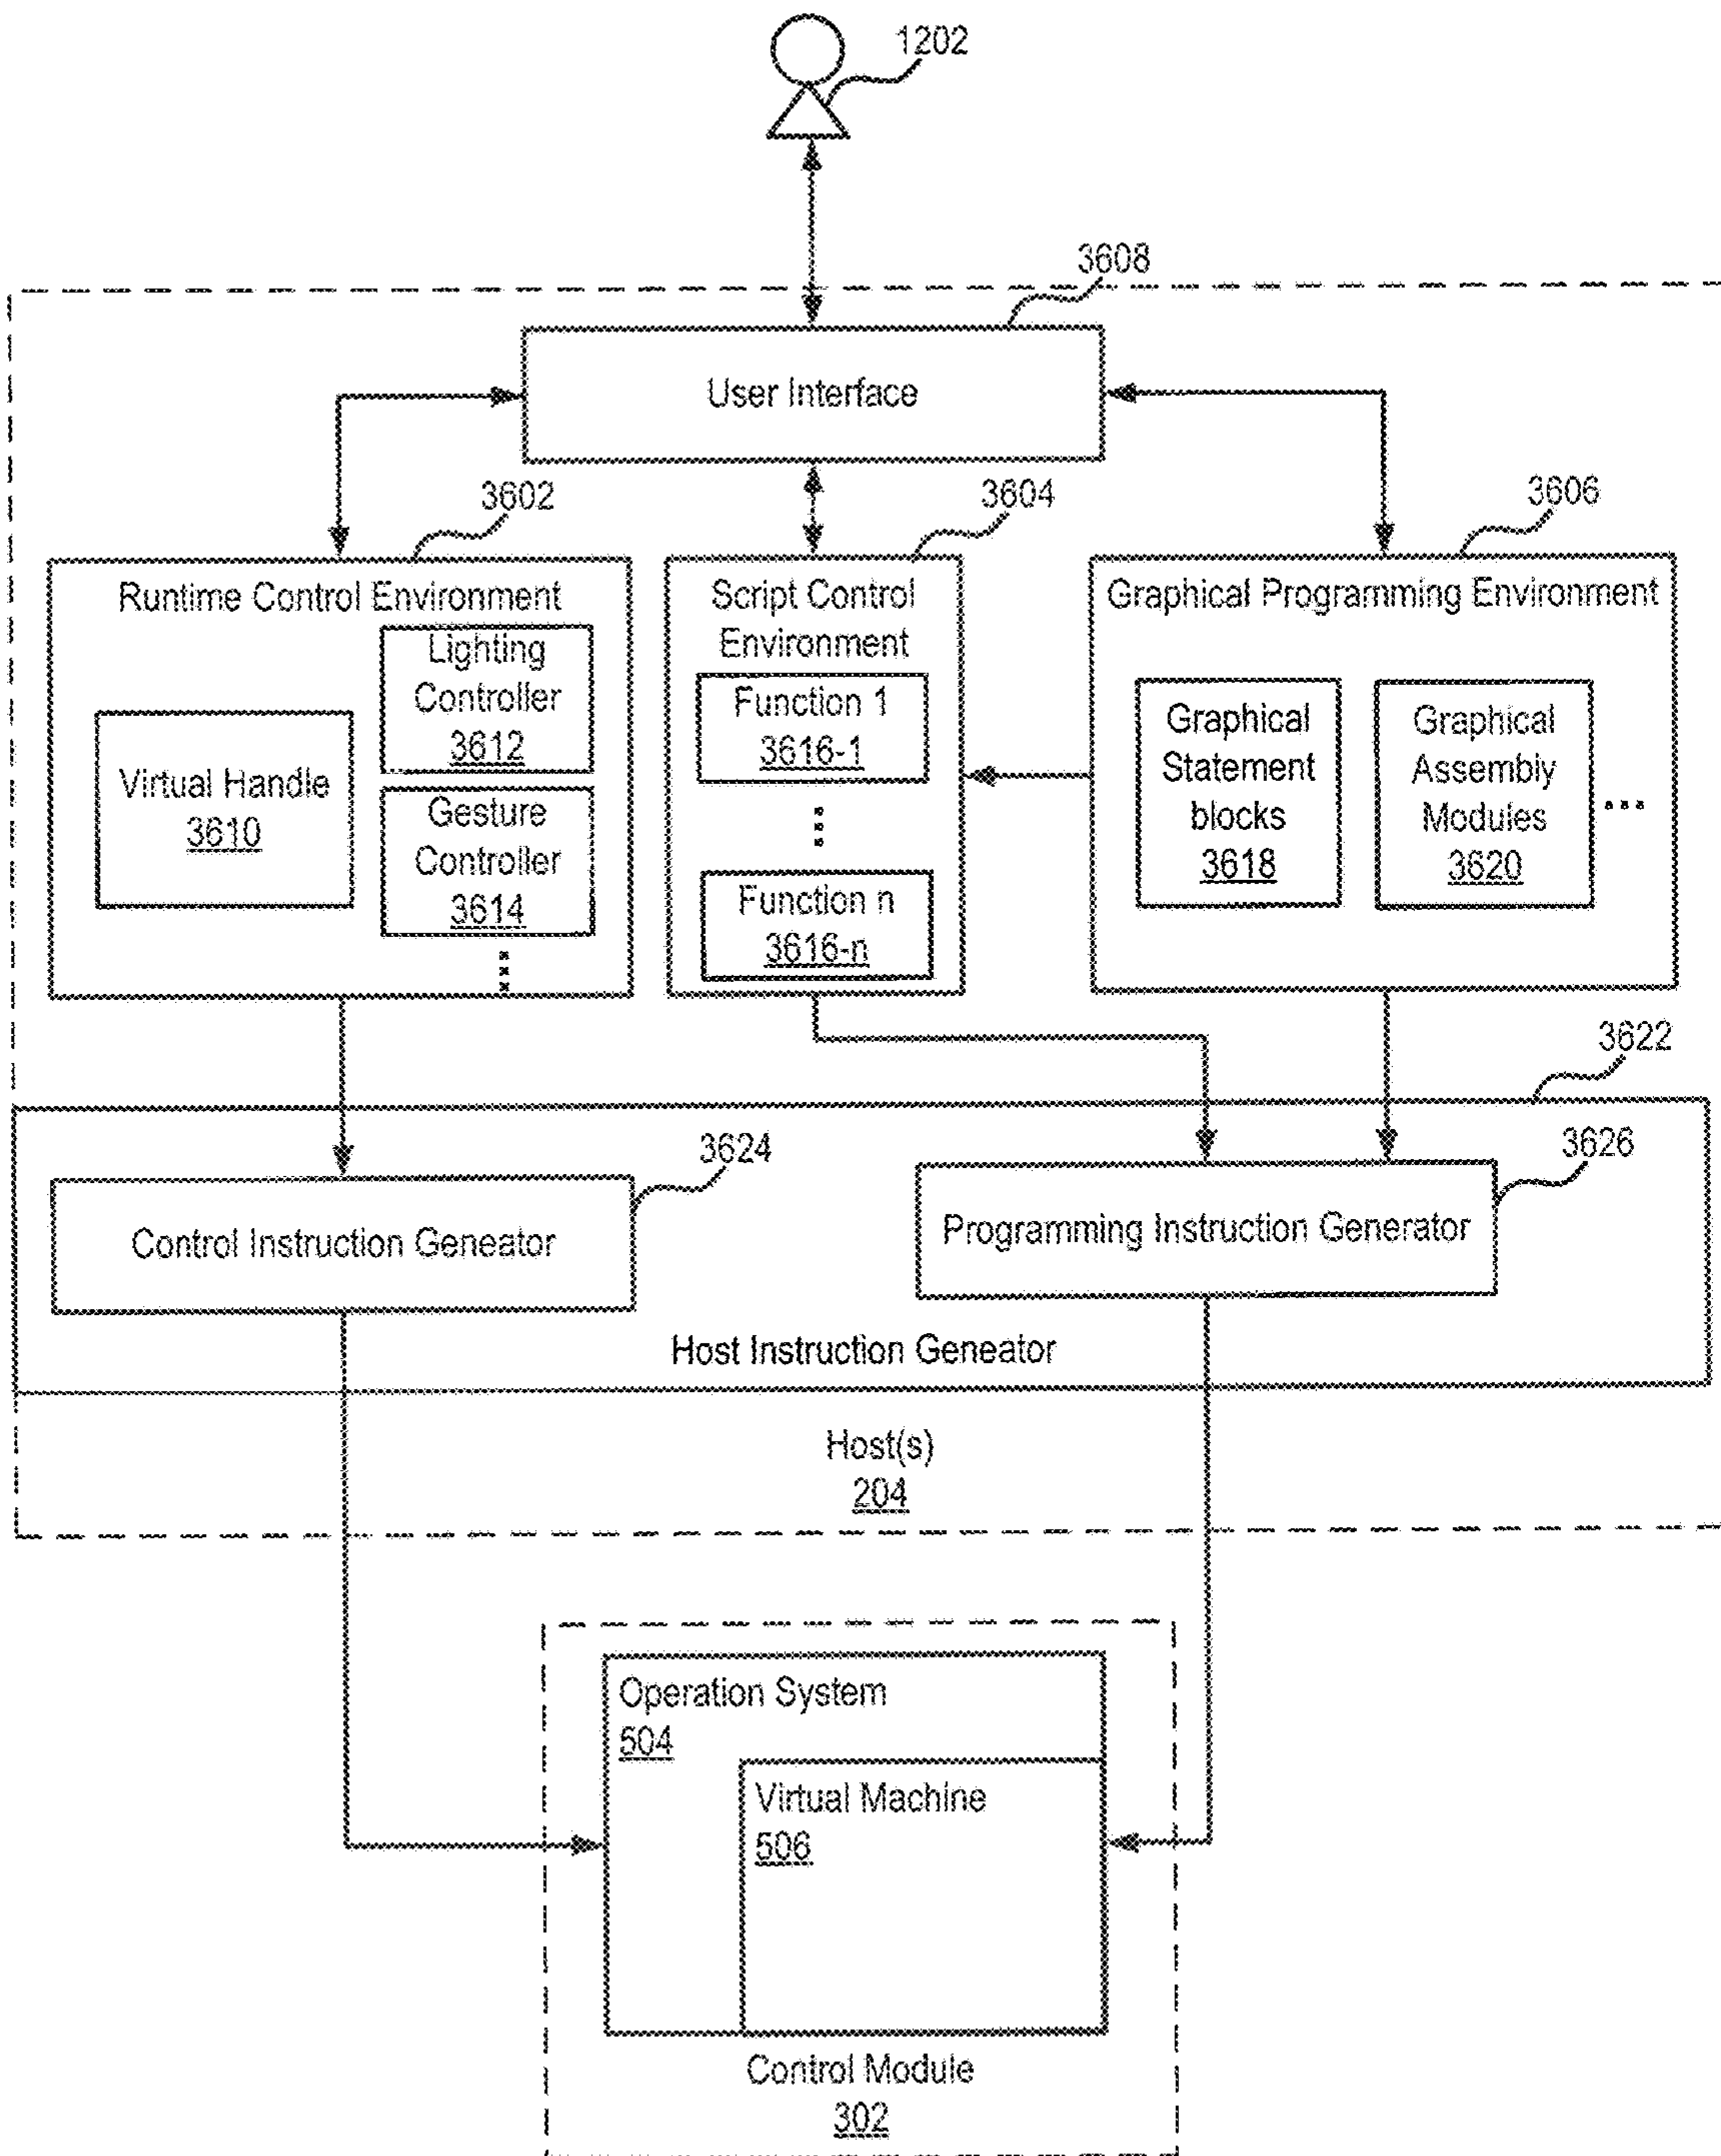 1202
3608
User Interface
3602
3604
3606
Runtime Control Environment
Lighting
Controller
3612
Virtual Handle
3610
Gesture
Controller
3614
Script Control
Environment
Function 1
3616-1
Function n
3616-n
Graphical Programming Environment
Graphical
Statement
blocks
3618
Graphical
Assembly
Modules
3620
...
3622
3624
3626
Control Instruction Geneator
Programming Instruction Generator
Host Instruction Geneator
Host(s)
204
Operation System
504
Virtual Machine
506
Control Module
302